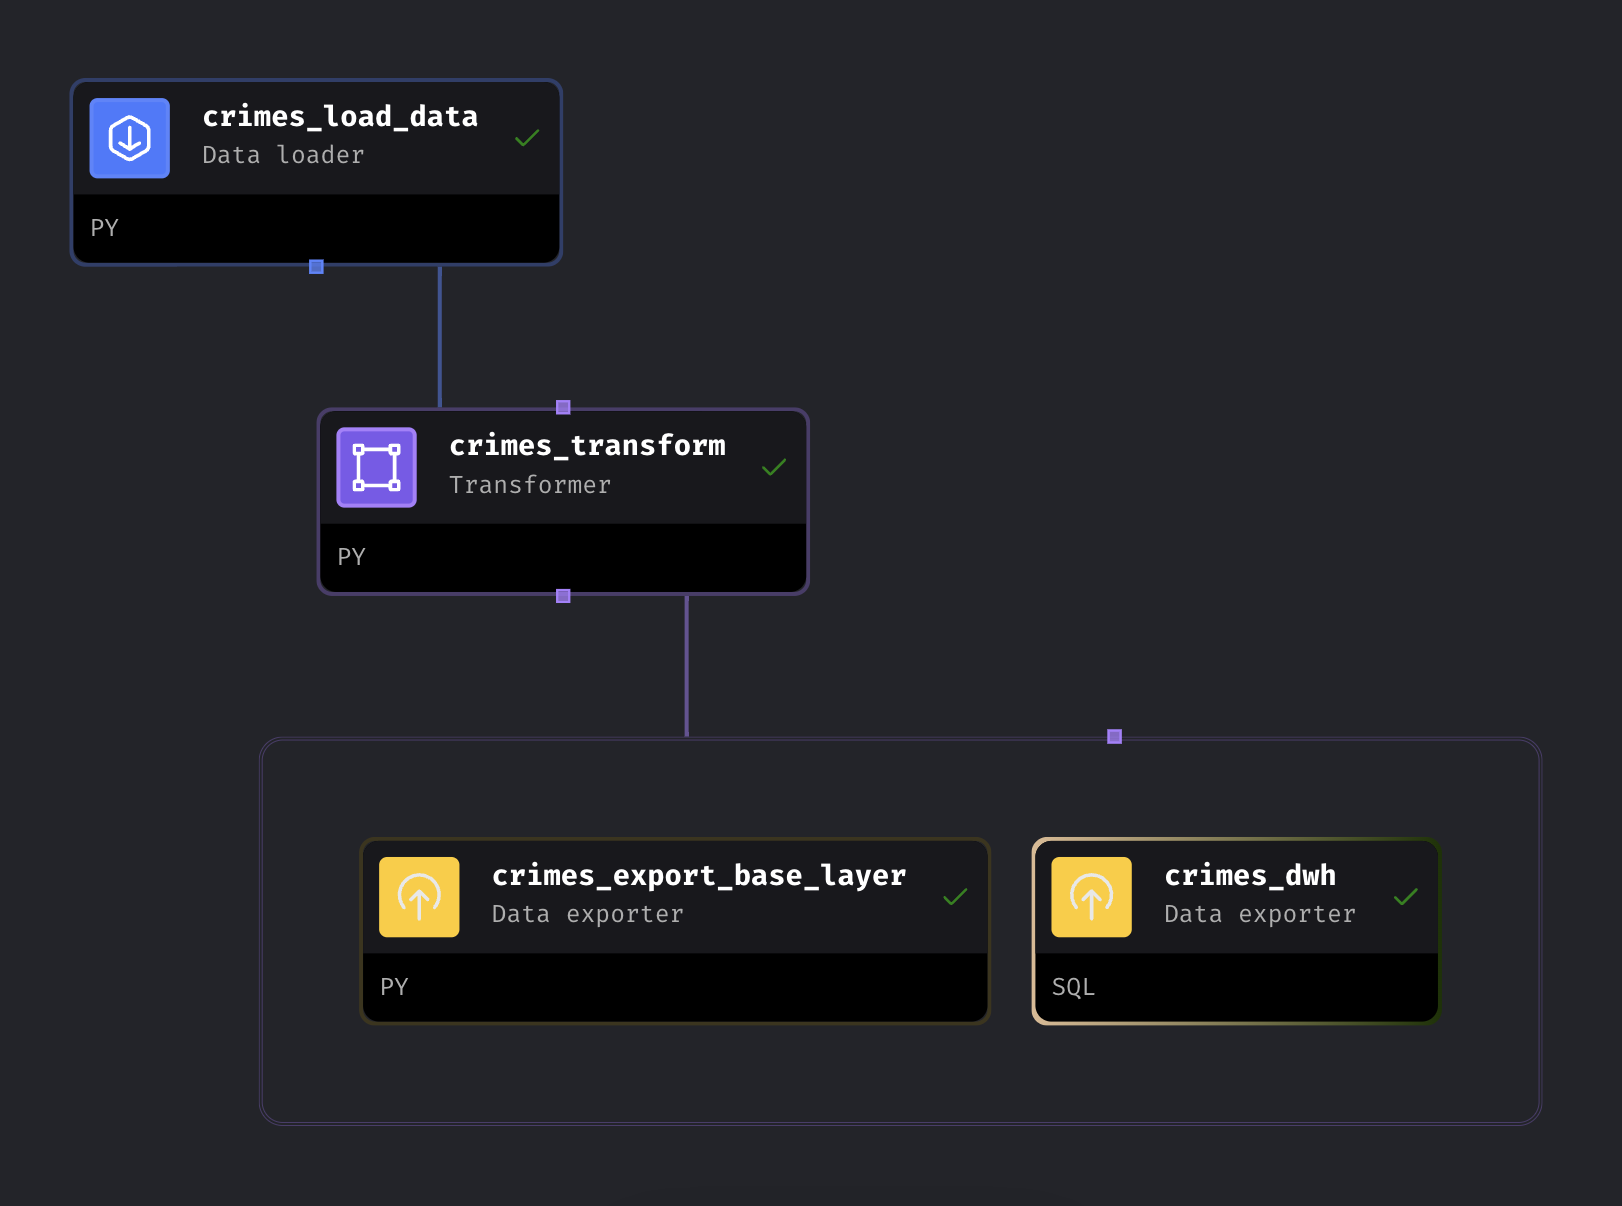 crimes_load_data
Data loader
PY
crimes_transform
Transformer
PY
crimes_export_base_layer
Data exporter
PY
crimes_dwh
Data exporter
SQL